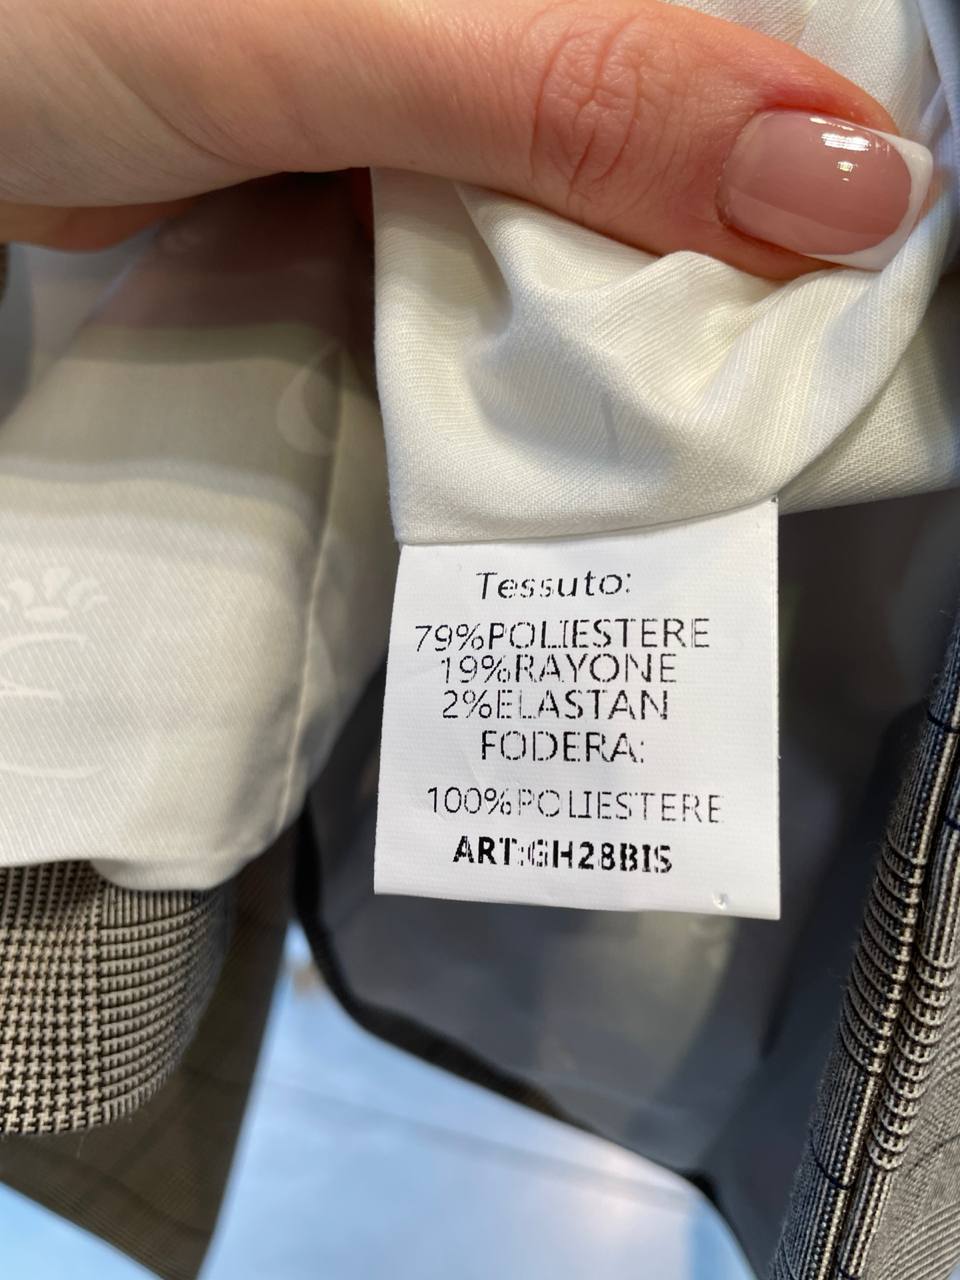 Tessuto:
79%POLIESTERE
19%RAYONE
2%ELASTAN
FODERA:
100%POLIESTERE
ART:GH28BIS